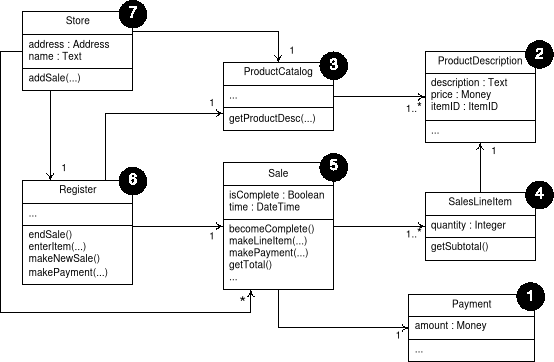 7
Store
address : Address
name : Text
addSale(...)
1
3
ProductCatalog
...
getProductDesc(...)
1
2
ProductDescription
description : Text
price : Money
itemID : ItemID
...
1..*
1
1
6
Register
...
endSale()
enterItem(...)
makeNewSale()
makePayment(...)
5
Sale
isComplete : Boolean
time : DateTime
becomeComplete()
makeLineItem(...)
makePayment(...)
getTotal()
...
1
*
4
SalesLineItem
quantity : Integer
getSubtotal()
1..*
1
Payment
amount : Money
...
1